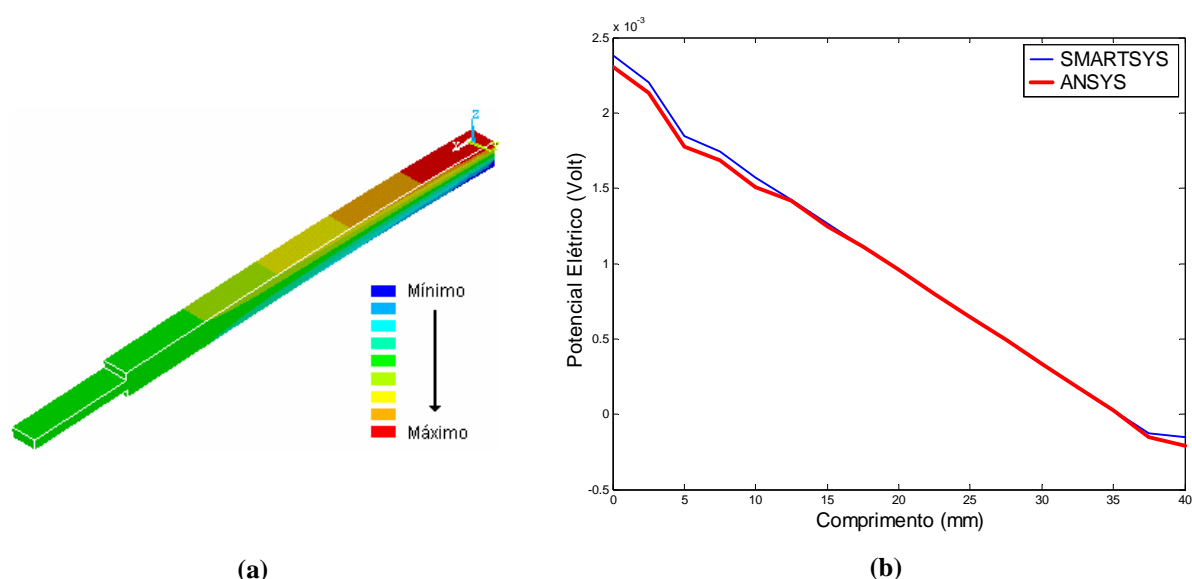 Z
Y
Mínimo
Máximo
(a)
x 10⁻³
2.5
2
1.5
1
0.5
0
-0.5
Potencial Elétrico (Volt)
SMARTSYS
ANSYS
0 5 10 15 20 25 30 35 40
Comprimento (mm)
(b)